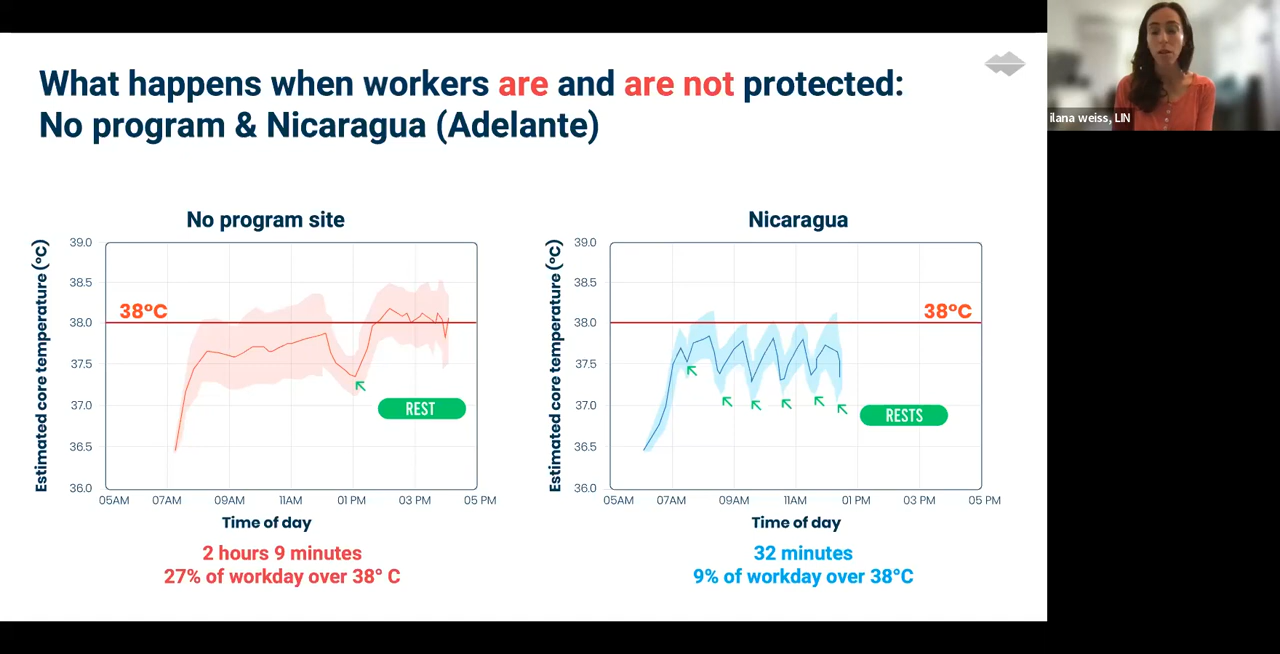 What happens when workers are and are not protected:
No program & Nicaragua (Adelante)
ilana weiss, LIN
No program site
Estimated core temperature (°C)
39.0
38.5
38.0
37.5
37.0
36.5
36.0
38°C
REST
05AM 07AM 09AM 11AM 01 PM 03 PM 05 PM
Time of day
2 hours 9 minutes
27% of workday over 38° C
Nicaragua
Estimated core temperature (°C)
39.0
38.5
38.0
37.5
37.0
36.5
36.0
38°C
RESTS
05AM 07AM 09AM 11AM 01 PM 03 PM 05 PM
Time of day
32 minutes
9% of workday over 38°C